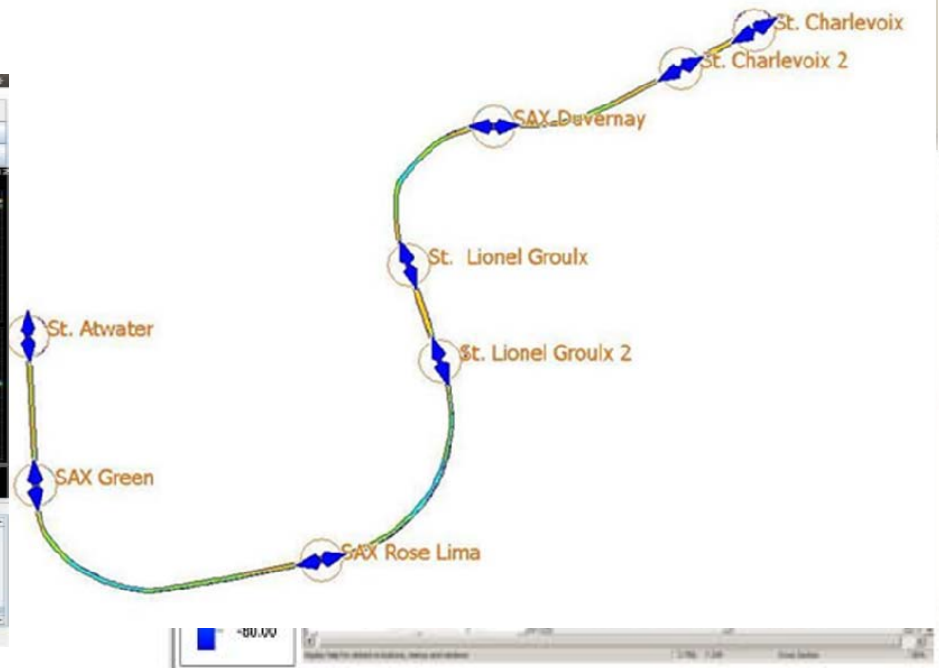 St. Charlevoix
St. Charlevoix 2
SAX Duvernay
St. Lionel Groulx
St. Atwater
St. Lionel Groulx 2
SAX Green
SAX Rose Lima
-80.00